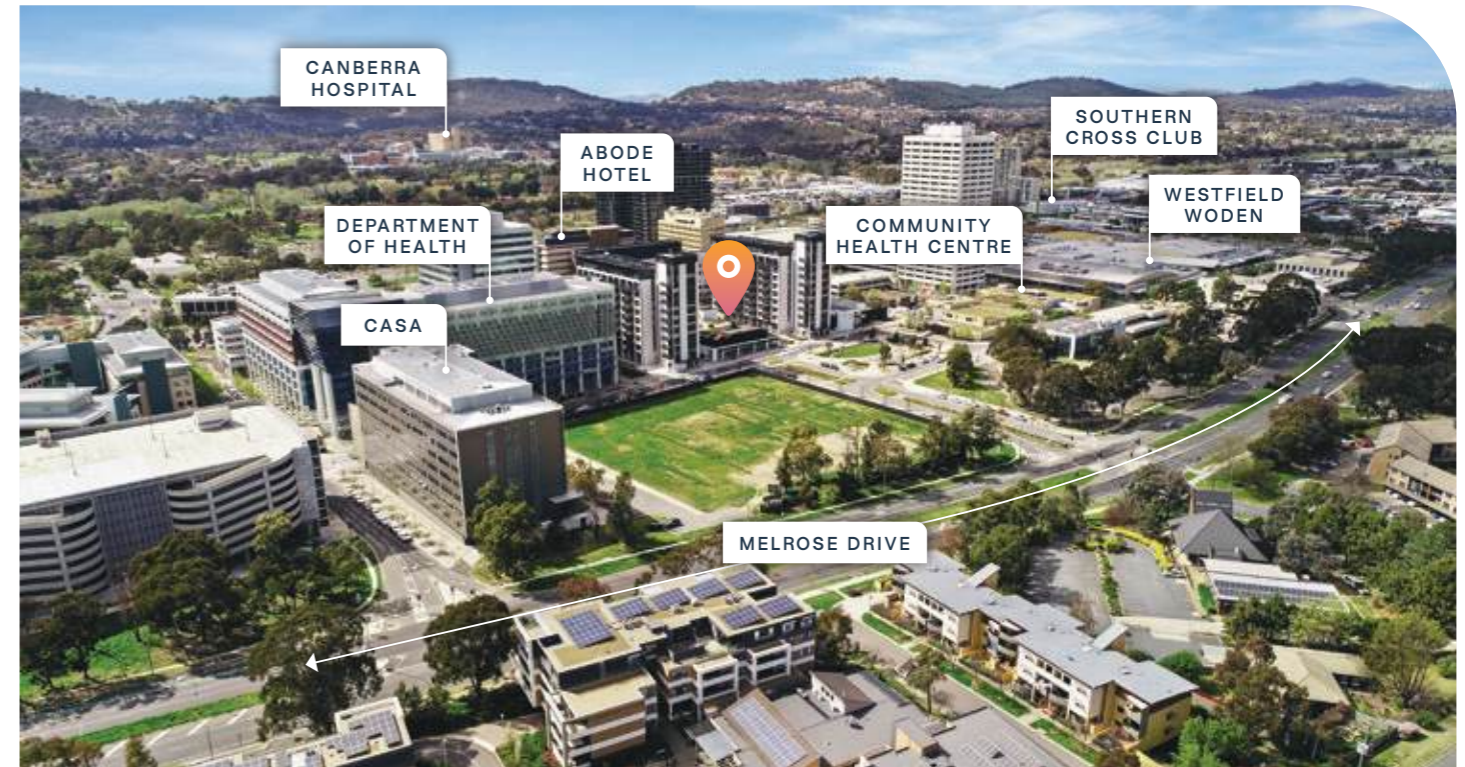 CANBERRA
HOSPITAL
ABODE
HOTEL
SOUTHERN
CROSS CLUB
WESTFIELD
WODEN
DEPARTMENT
OF HEALTH
COMMUNITY
HEALTH CENTRE
CASA
MELROSE DRIVE